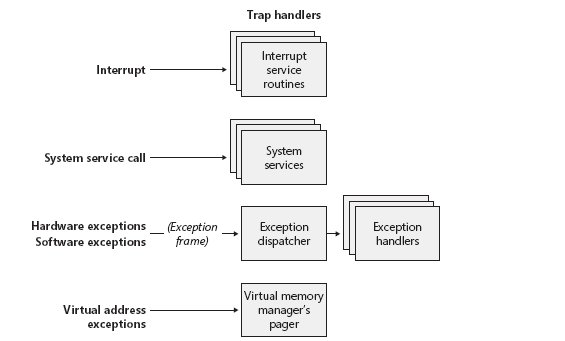 Trap handlers
Interrupt
Interrupt
service
routines
System service call
System
services
Hardware exceptions
Software exceptions
(Exception
frame)
Exception
dispatcher
Exception
handlers
Virtual address
exceptions
Virtual memory
manager's
pager